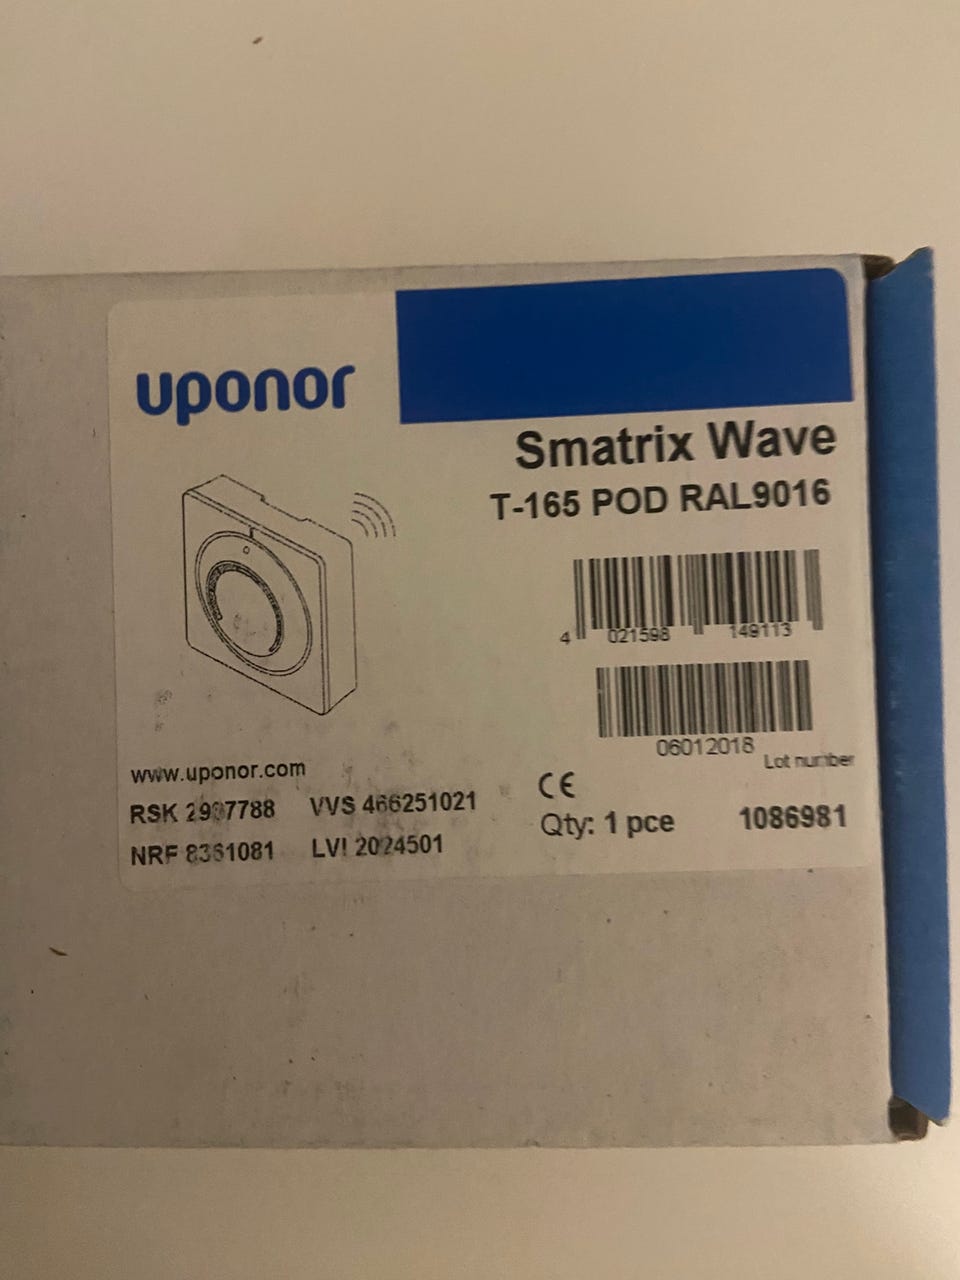 uponor
Smatrix Wave
T-165 POD RAL9016
4 021598 149113
06012018
Lot number
www.uponor.com
RSK VVS 466251021
CE
Qty: 1 pce 1086981
NRF 8361081 LVI 2024501